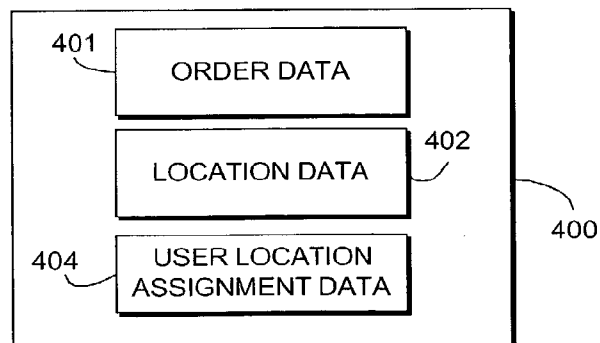 401
ORDER DATA
402
LOCATION DATA
400
404
USER LOCATION
ASSIGNMENT DATA